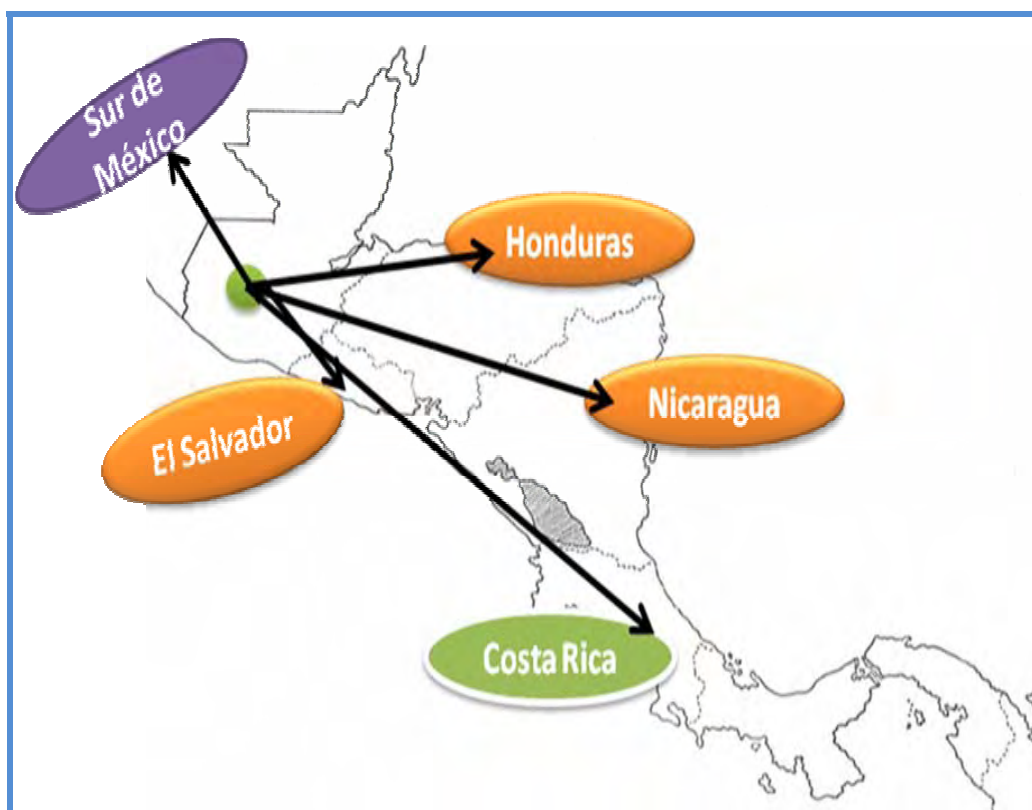 Sur de
México
Honduras
Nicaragua
El Salvador
Costa Rica